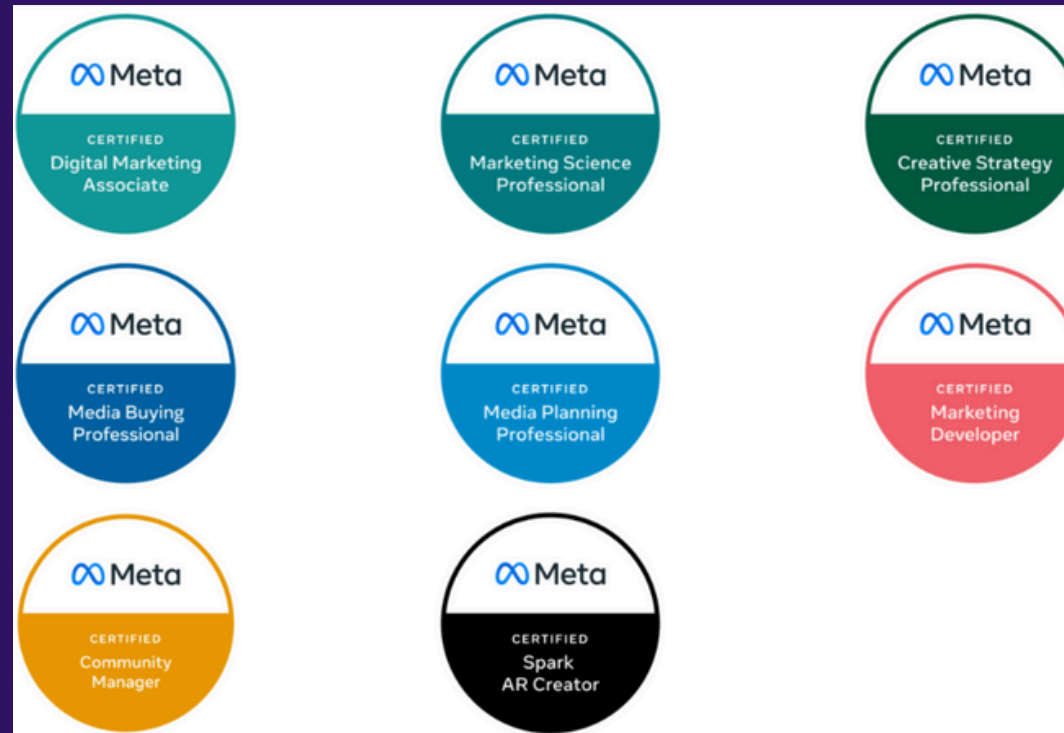 Meta
CERTIFIED
Digital Marketing
Associate
Meta
CERTIFIED
Marketing Science
Professional
Meta
CERTIFIED
Creative Strategy
Professional
Meta
CERTIFIED
Media Buying
Professional
Meta
CERTIFIED
Media Planning
Professional
Meta
CERTIFIED
Marketing
Developer
Meta
CERTIFIED
Community
Manager
Meta
CERTIFIED
Spark
AR Creator